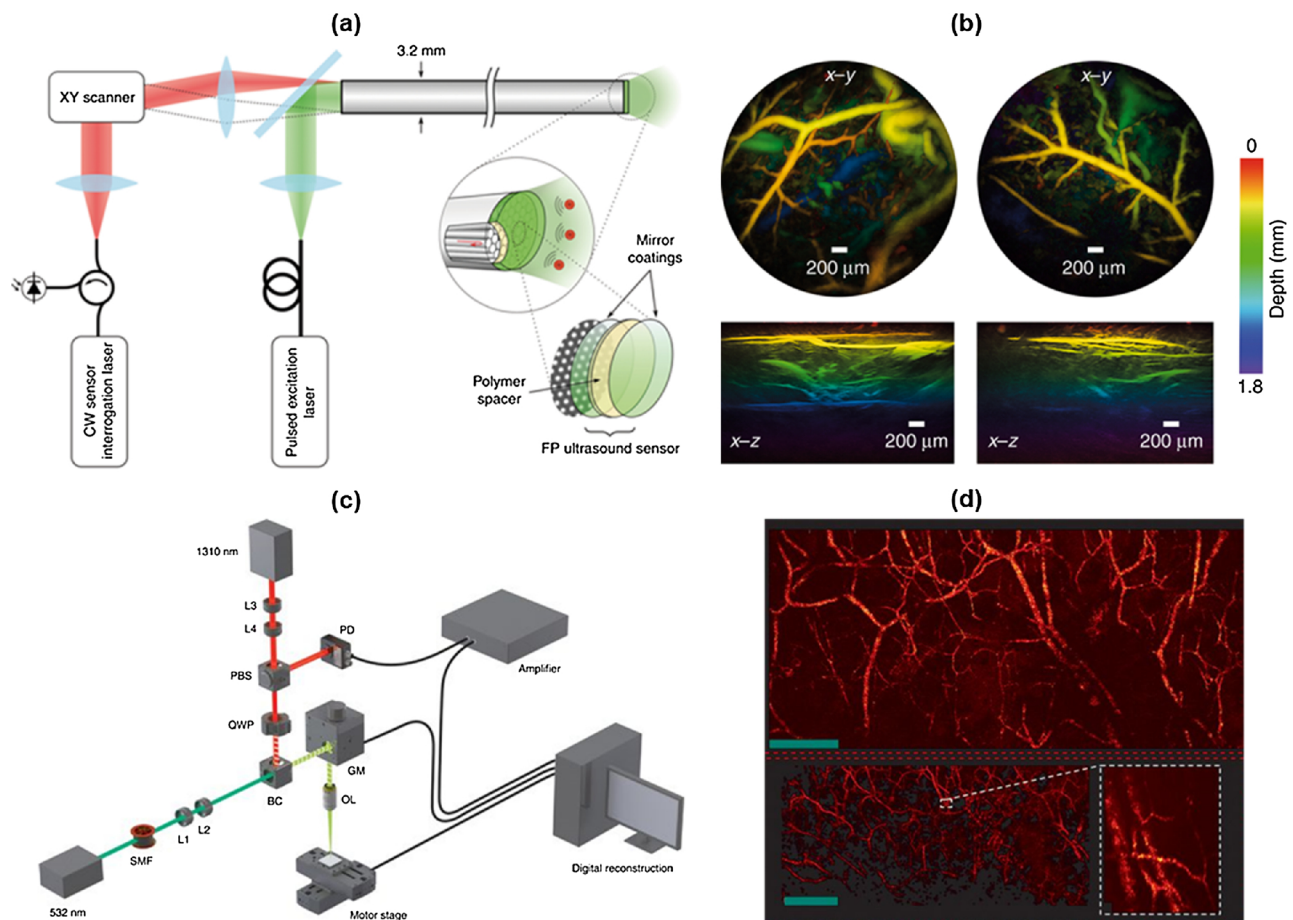 (a)
3.2 mm
XY scanner
CW sensor
interrogation laser
Pulsed excitation
laser
Mirror
coatings
Polymer
spacer
FP ultrasound sensor
(b)
x–y
200 μm
x–y
200 μm
x–z
200 μm
x–z
200 μm
0
Depth (mm)
1.8
(c)
1310 nm
L3
L4
PD
PBS
Amplifier
QWP
GM
BC
OL
L1
L2
SMF
532 nm
Motor stage
Digital reconstruction
(d)